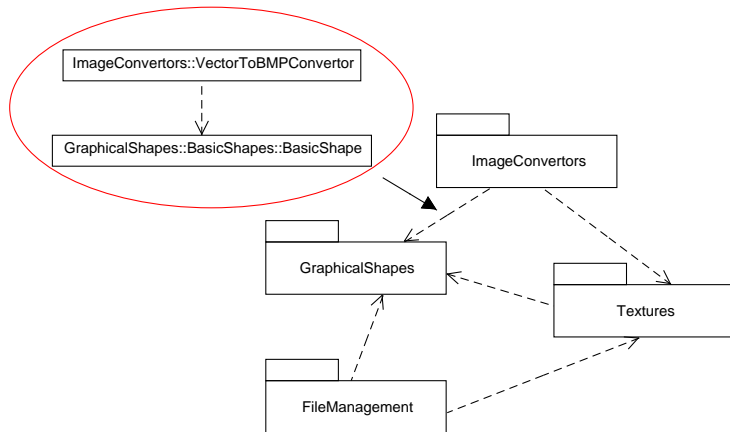 ImageConvertors::VectorToBMPConvertor
GraphicalShapes::BasicShapes::BasicShape
ImageConvertors
GraphicalShapes
Textures
FileManagement